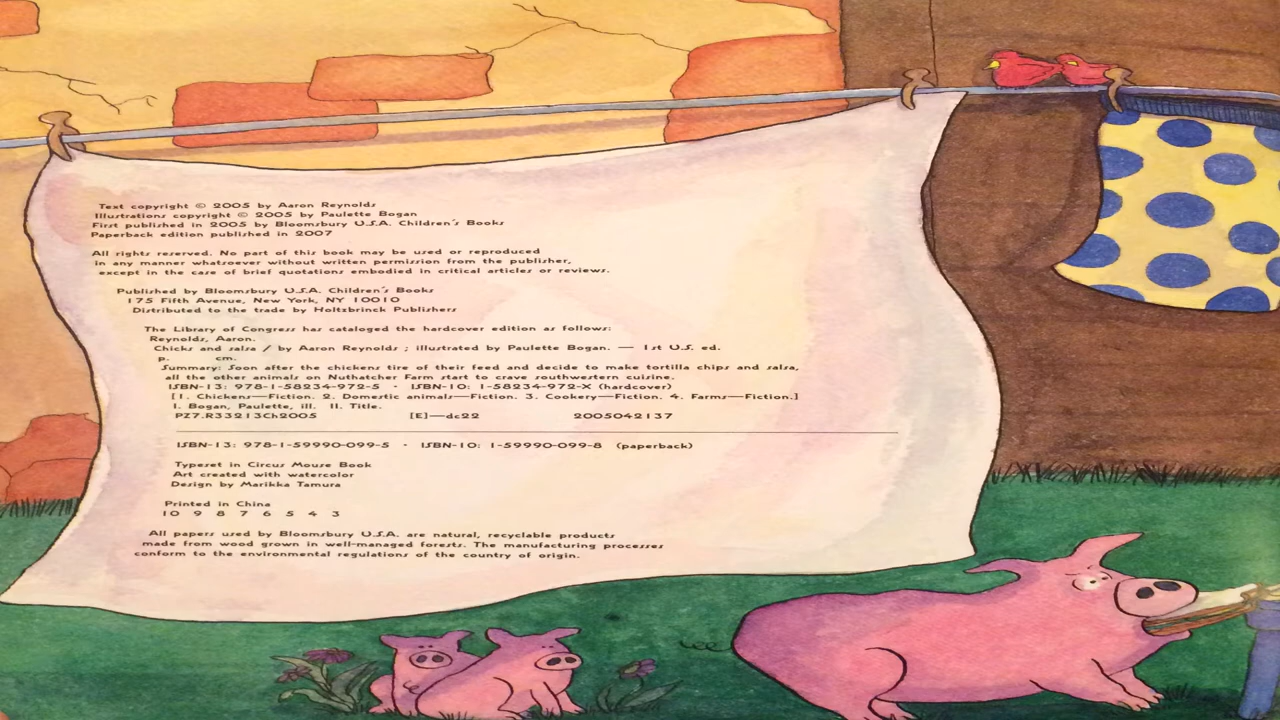 Text copyright © 2005 by Aaron Reynolds
Illustrations copyright © 2005 by Paulette Bogan
First published in 2005 by Bloomsbury U.S.A. Children's Books
Paperback edition published in 2007
All rights reserved. No part of this book may be used or reproduced
in any manner whatsoever without written permission from the publisher,
except in the case of brief quotations embodied in critical articles or reviews.
Published by Bloomsbury U.S.A. Children's Books
175 Fifth Avenue, New York, NY 10010
Distributed to the trade by Holtzbrinck Publishers
The Library of Congress has cataloged the hardcover edition as follows:
Reynolds, Aaron.
Chicks and salsa / by Aaron Reynolds ; illustrated by Paulette Bogan. — 1st U.S. ed.
p. cm.
Summary: Soon after the chickens tire of their feed and decide to make tortilla chips and salsa,
all the other animals on Nuthatcher Farm start to crave southwestern cuisine.
ISBN-13: 978-1-58234-972-5 · ISBN-10: 1-58234-972-X (hardcover)
[1. Chickens—Fiction. 2. Domestic animals—Fiction. 3. Cookery—Fiction. 4. Farms—Fiction.]
I. Bogan, Paulette, ill. II. Title.
PZ7.R33213Ch2005 [E]—dc22 2005042137
ISBN-13: 978-1-59990-099-5 · ISBN-10: 1-59990-099-8 (paperback)
Typeset in Circus Mouse Book
Art created with watercolor
Design by Marikka Tamura
Printed in China
10 9 8 7 6 5 4 3
All papers used by Bloomsbury U.S.A. are natural, recyclable products
made from wood grown in well-managed forests. The manufacturing processes
conform to the environmental regulations of the country of origin.